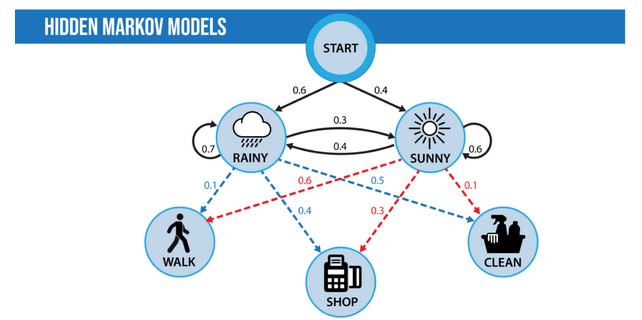 HIDDEN MARKOV MODELS
START
0.6
0.4
0.3
0.7
0.4
0.6
RAINY
SUNNY
0.1
0.6
0.5
0.1
0.4
0.3
WALK
CLEAN
SHOP